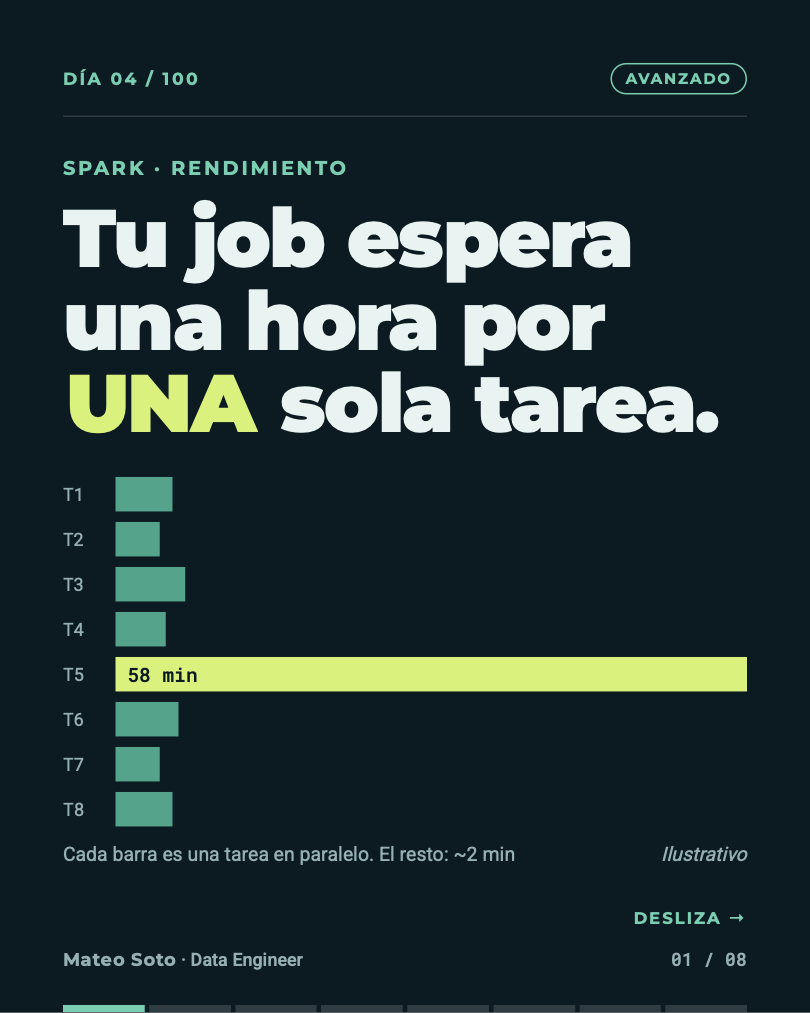 DÍA 04 / 100
AVANZADO
SPARK · RENDIMIENTO
Tu job espera
una hora por
UNA sola tarea.
T1
T2
T3
T4
T5 58 min
T6
T7
T8
Cada barra es una tarea en paralelo. El resto: ~2 min
Ilustrativo
DESLIZA →
Mateo Soto · Data Engineer
01 / 08